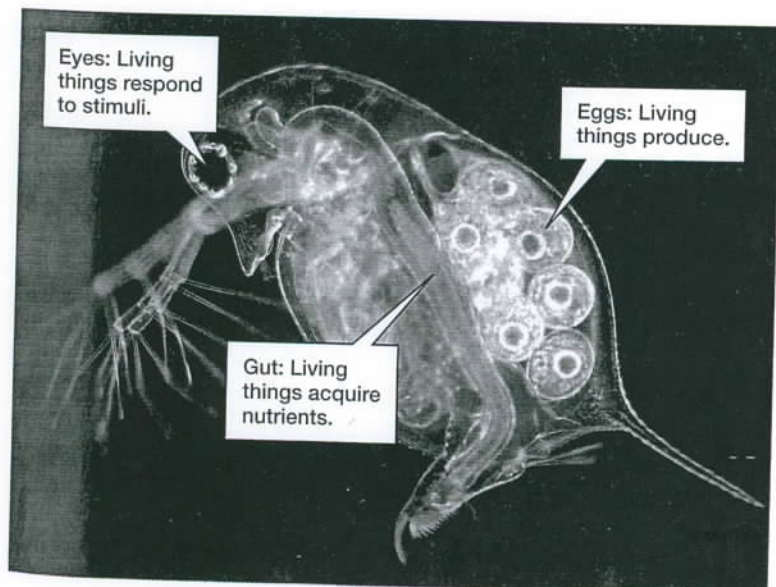 Eyes: Living
things respond
to stimuli.
Eggs: Living
things produce.
Gut: Living
things acquire
nutrients.